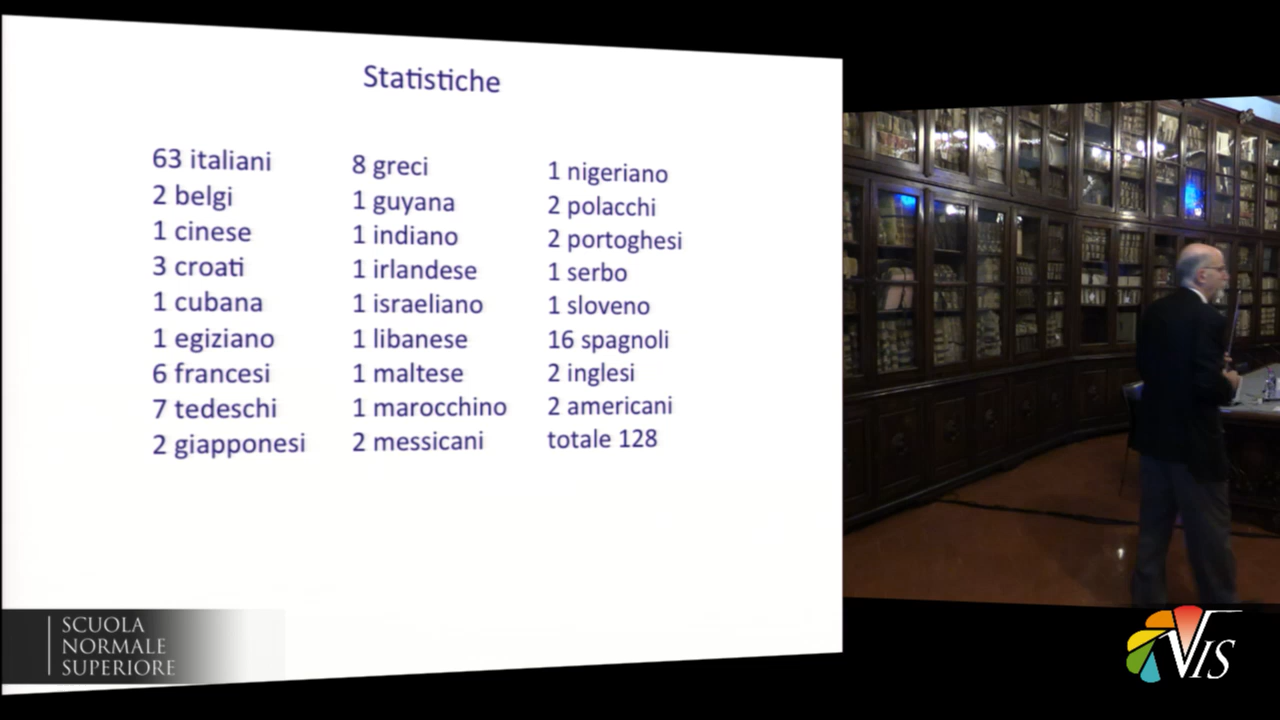 Statistiche
63 italiani
2 belgi
1 cinese
3 croati
1 cubana
1 egiziano
6 francesi
7 tedeschi
2 giapponesi
8 greci
1 guyana
1 indiano
1 irlandese
1 israeliano
1 libanese
1 maltese
1 marocchino
2 messicani
1 nigeriano
2 polacchi
2 portoghesi
1 serbo
1 sloveno
16 spagnoli
2 inglesi
2 americani
totale 128
SCUOLA
NORMALE
SUPERIORE
VIS